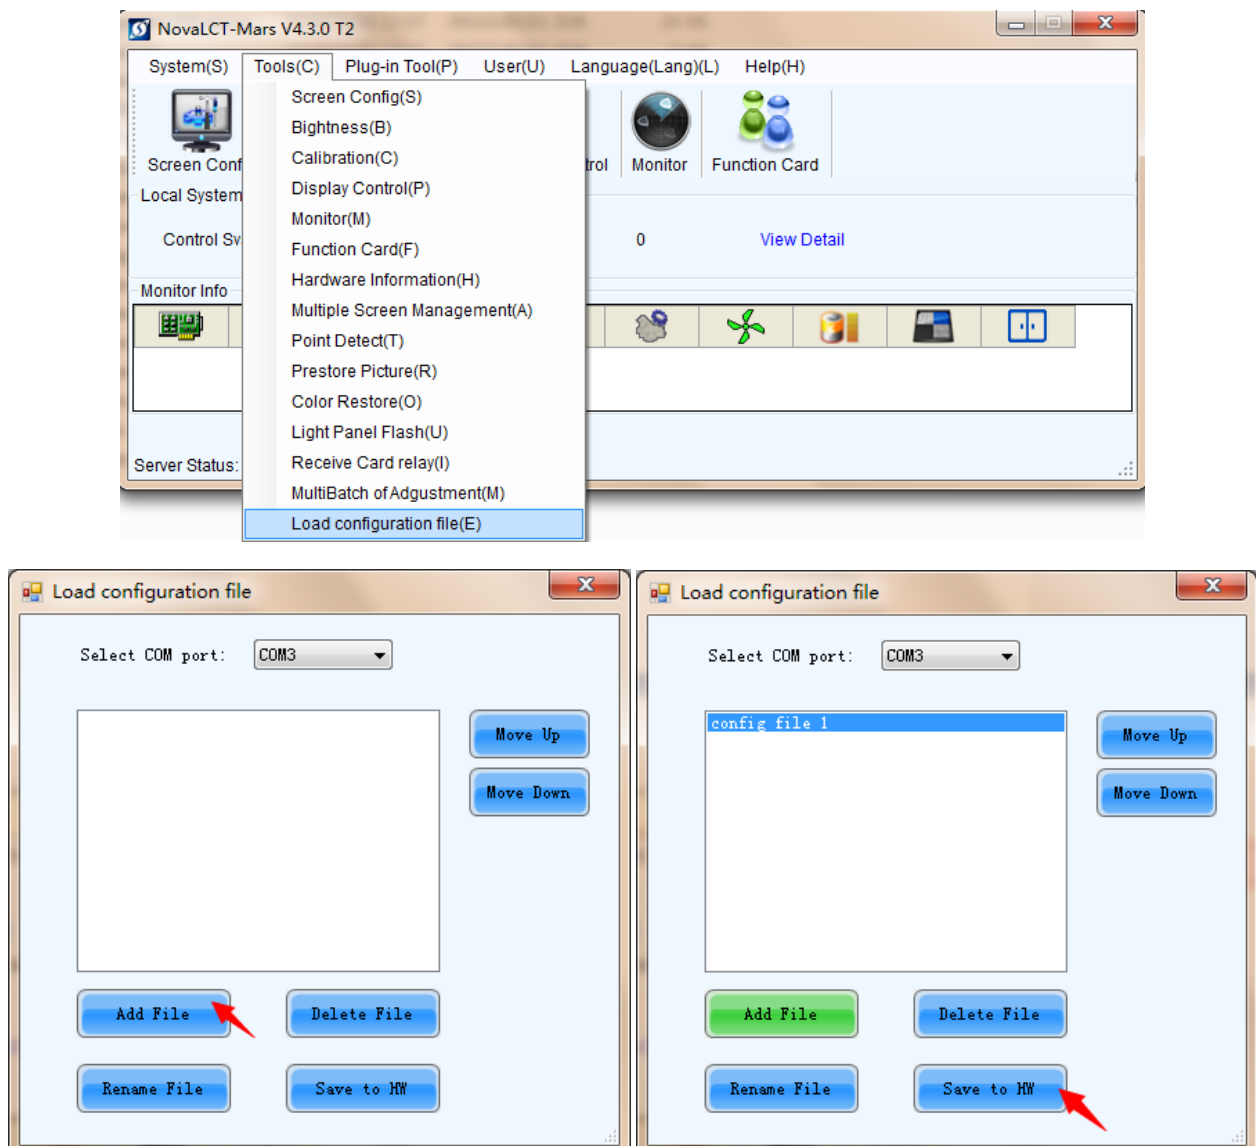 NovaLCT-Mars V4.3.0 T2
System(S) Tools(C) Plug-in Tool(P) User(U) Language(Lang)(L) Help(H)
Screen Config(S)
Bightness(B)
Calibration(C)
Display Control(P)
Monitor(M)
Function Card(F)
Hardware Information(H)
Multiple Screen Management(A)
Point Detect(T)
Prestore Picture(R)
Color Restore(O)
Light Panel Flash(U)
Receive Card relay(I)
MultiBatch of Adgustment(M)
Load configuration file(E)
Screen Conf trol Monitor Function Card
Local System
Control Sy 0 View Detail
Monitor Info
Server Status:
Load configuration file
Select COM port: COM3
Move Up
Move Down
Add File Delete File
Rename File Save to HW
Load configuration file
Select COM port: COM3
config file 1
Move Up
Move Down
Add File Delete File
Rename File Save to HW